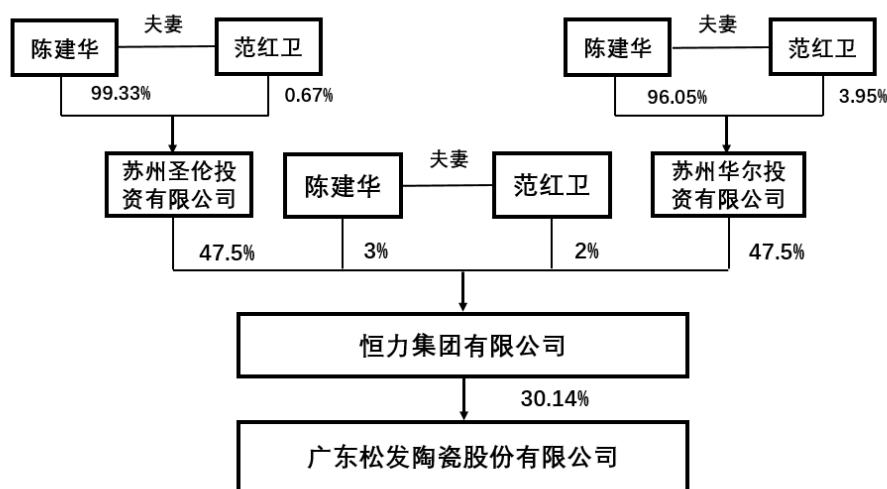 夫妻
夫妻
陈建华
范红卫
陈建华
范红卫
99.33%
0.67%
96.05%
3.95%
苏州圣伦投
资有限公司
夫妻
陈建华
范红卫
苏州华尔投
资有限公司
47.5%
3%
2%
47.5%
恒力集团有限公司
30.14%
广东松发陶瓷股份有限公司